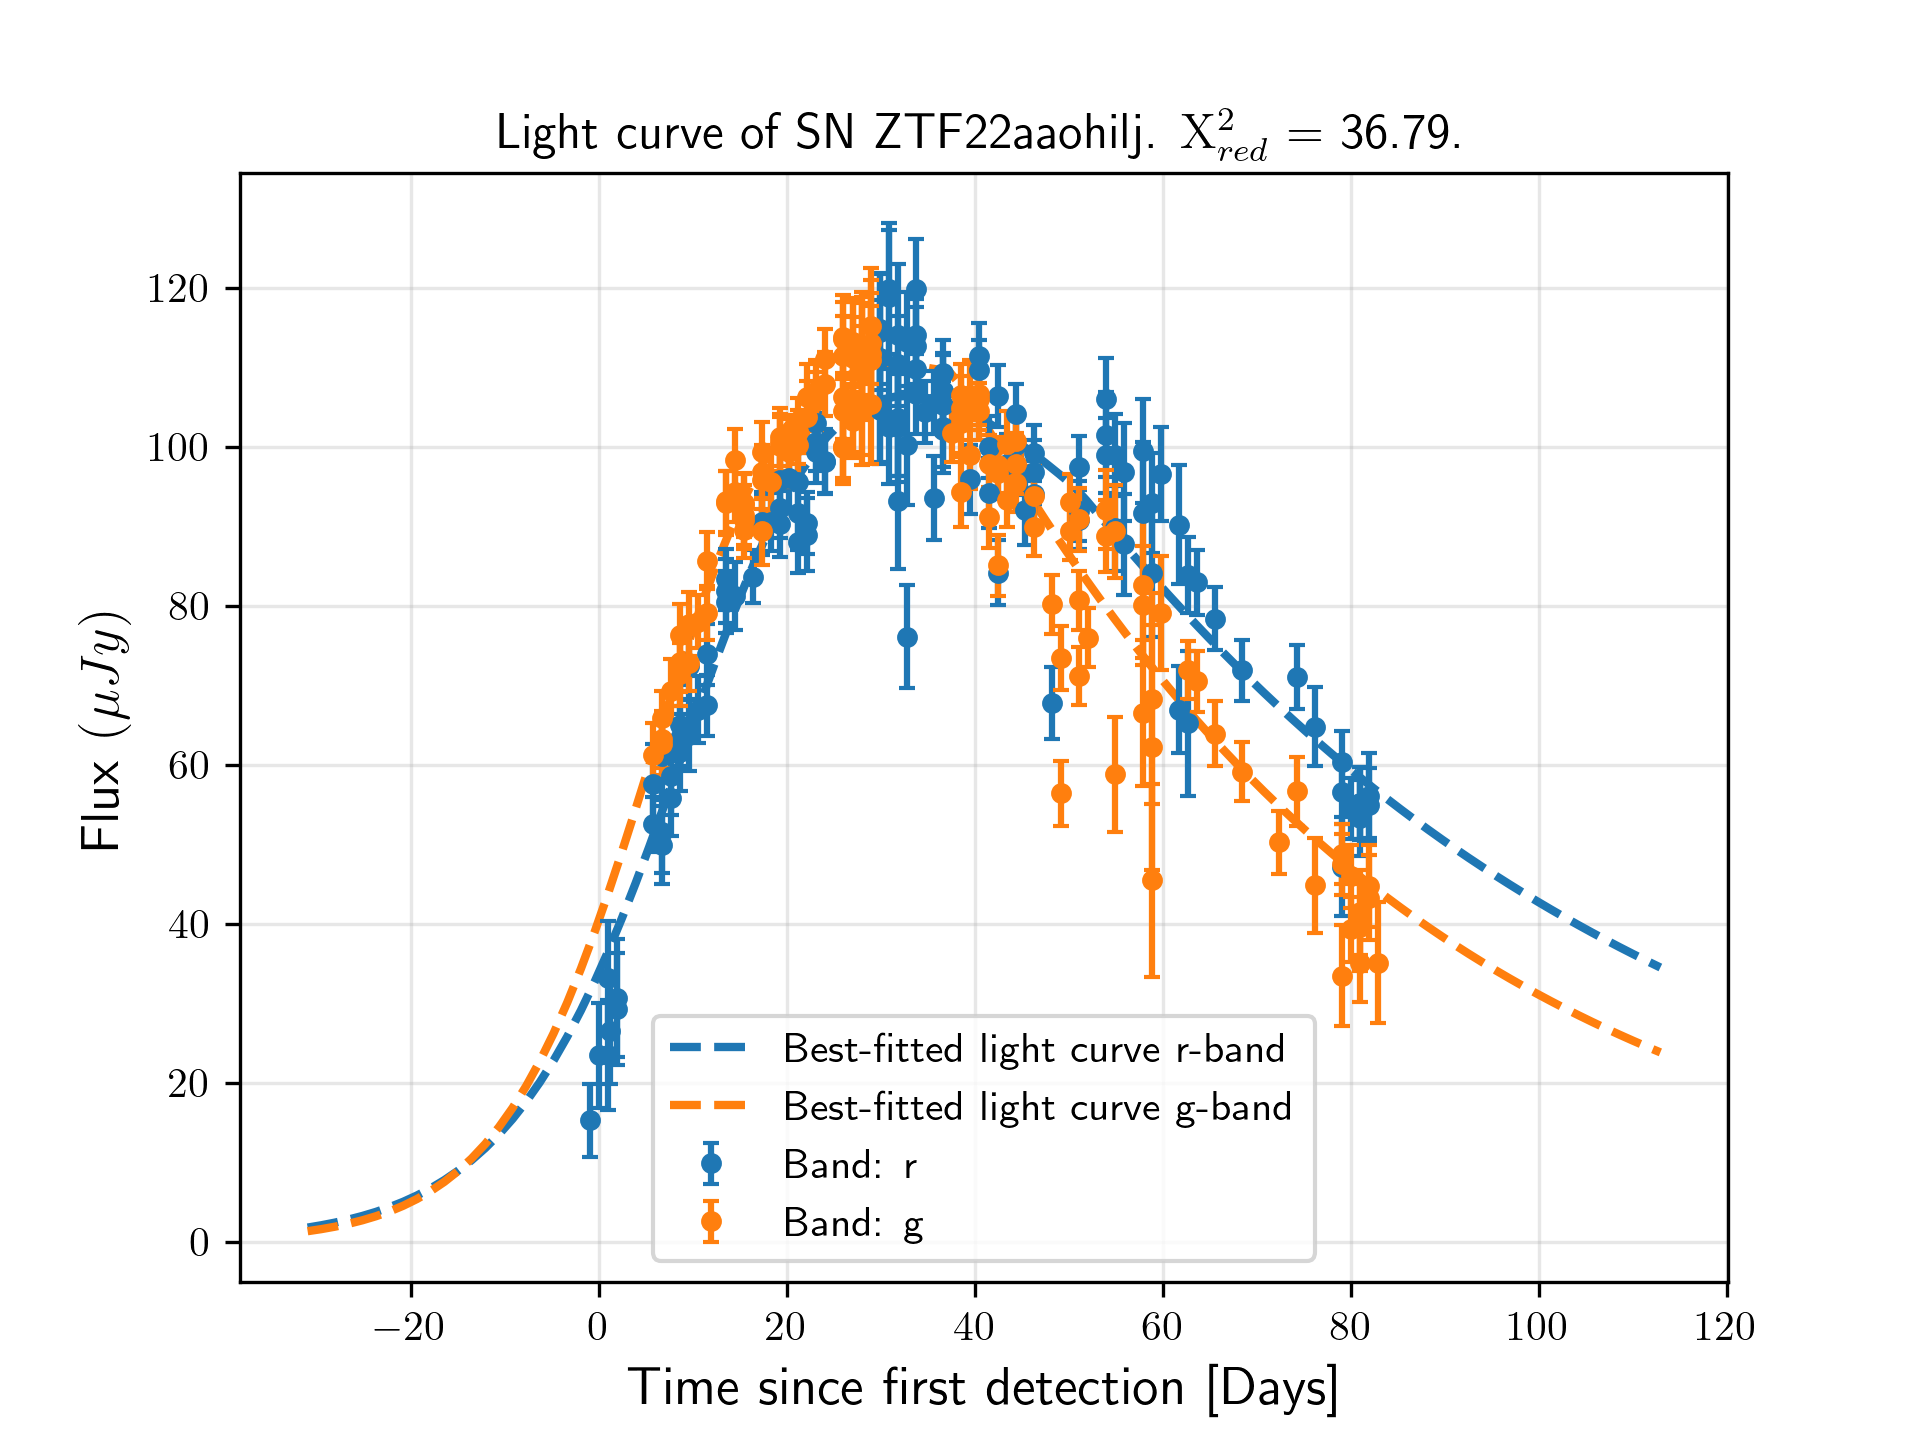 Light curve of SN ZTF22aaohilj. X²_red = 36.79.
Flux (μJy)
120
100
80
60
40
20
0
Best-fitted light curve r-band
Best-fitted light curve g-band
Band: r
Band: g
−20 0 20 40 60 80 100 120
Time since first detection [Days]